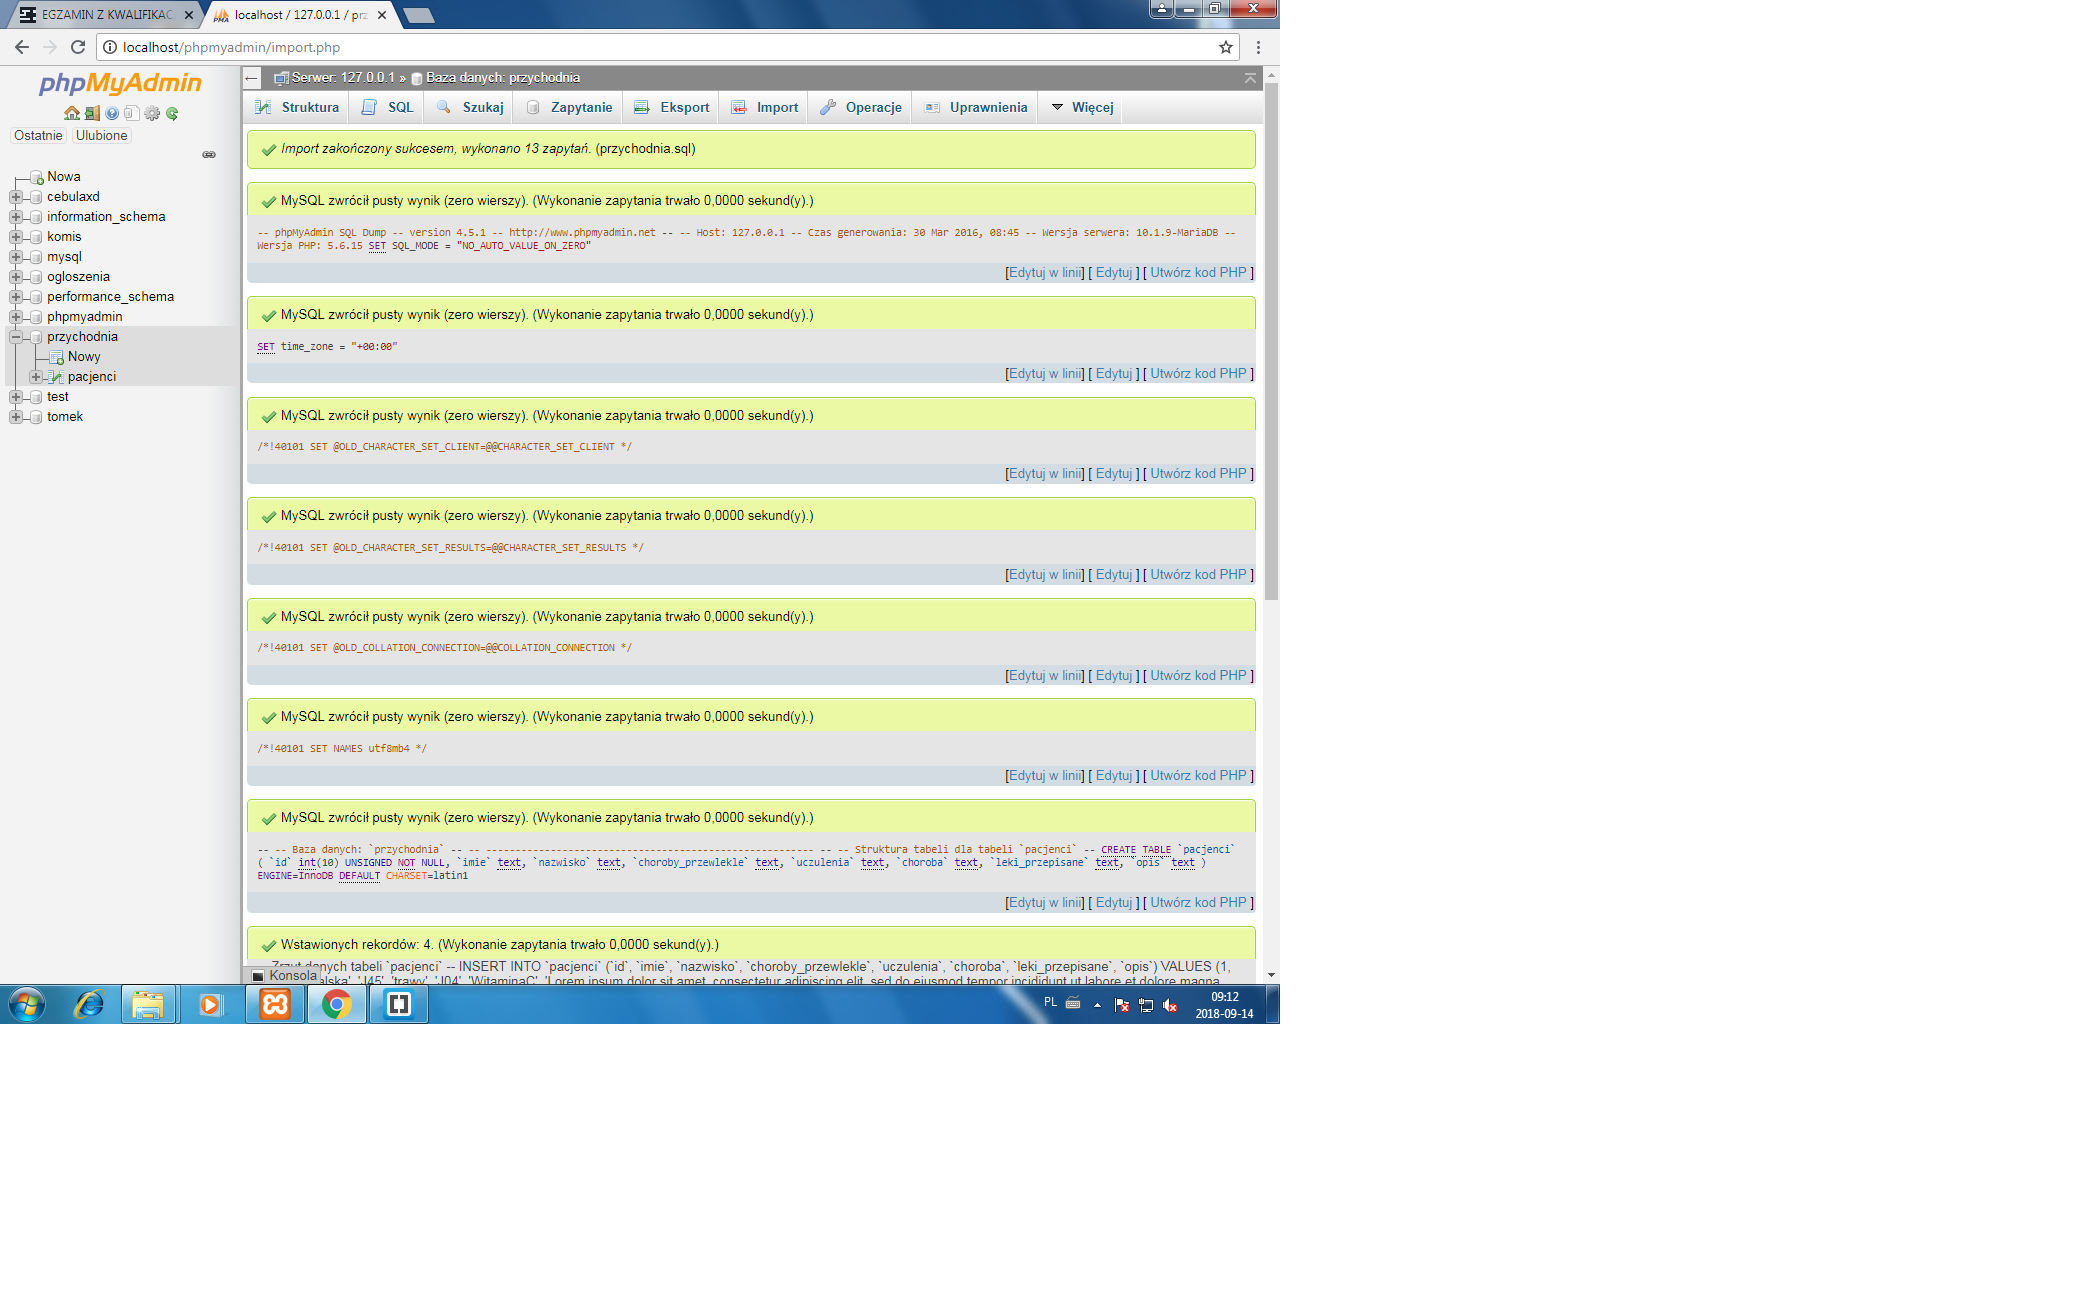 EGZAMIN Z KWALIFIKAC
localhost / 127.0.0.1 / prz
localhost/phpmyadmin/import.php
phpMyAdmin
Ostatnie Ulubione
Nowa
cebulaxd
information_schema
komis
mysql
ogloszenia
performance_schema
phpmyadmin
przychodnia
Nowy
pacjenci
test
tomek
Serwer: 127.0.0.1 » Baza danych: przychodnia
Struktura SQL Szukaj Zapytanie Eksport Import Operacje Uprawnienia Więcej
Import zakończony sukcesem, wykonano 13 zapytań. (przychodnia.sql)
MySQL zwrócił pusty wynik (zero wierszy). (Wykonanie zapytania trwało 0,0000 sekund(y).)
-- phpMyAdmin SQL Dump -- version 4.5.1 -- http://www.phpmyadmin.net -- -- Host: 127.0.0.1 -- Czas generowania: 30 Mar 2016, 08:45 -- Wersja serwera: 10.1.9-MariaDB --
Wersja PHP: 5.6.15 SET SQL_MODE = "NO_AUTO_VALUE_ON_ZERO"
[Edytuj w linii] [ Edytuj ] [ Utwórz kod PHP ]
MySQL zwrócił pusty wynik (zero wierszy). (Wykonanie zapytania trwało 0,0000 sekund(y).)
SET time_zone = "+00:00"
[Edytuj w linii] [ Edytuj ] [ Utwórz kod PHP ]
MySQL zwrócił pusty wynik (zero wierszy). (Wykonanie zapytania trwało 0,0000 sekund(y).)
/*!40101 SET @OLD_CHARACTER_SET_CLIENT=@@CHARACTER_SET_CLIENT */
[Edytuj w linii] [ Edytuj ] [ Utwórz kod PHP ]
MySQL zwrócił pusty wynik (zero wierszy). (Wykonanie zapytania trwało 0,0000 sekund(y).)
/*!40101 SET @OLD_CHARACTER_SET_RESULTS=@@CHARACTER_SET_RESULTS */
[Edytuj w linii] [ Edytuj ] [ Utwórz kod PHP ]
MySQL zwrócił pusty wynik (zero wierszy). (Wykonanie zapytania trwało 0,0000 sekund(y).)
/*!40101 SET @OLD_COLLATION_CONNECTION=@@COLLATION_CONNECTION */
[Edytuj w linii] [ Edytuj ] [ Utwórz kod PHP ]
MySQL zwrócił pusty wynik (zero wierszy). (Wykonanie zapytania trwało 0,0000 sekund(y).)
/*!40101 SET NAMES utf8mb4 */
[Edytuj w linii] [ Edytuj ] [ Utwórz kod PHP ]
MySQL zwrócił pusty wynik (zero wierszy). (Wykonanie zapytania trwało 0,0000 sekund(y).)
-- -- Baza danych: `przychodnia` -- -- -------------------------------------------------------- -- -- Struktura tabeli dla tabeli `pacjenci` -- CREATE TABLE `pacjenci`
( `id` int(10) UNSIGNED NOT NULL, `imie` text, `nazwisko` text, `choroby_przewlekle` text, `uczulenia` text, `choroba` text, `leki_przepisane` text, `opis` text )
ENGINE=InnoDB DEFAULT CHARSET=latin1
[Edytuj w linii] [ Edytuj ] [ Utwórz kod PHP ]
Wstawionych rekordów: 4. (Wykonanie zapytania trwało 0,0000 sekund(y).)
Zrzut danych tabeli `pacjenci` -- INSERT INTO `pacjenci` (`id`, `imie`, `nazwisko`, `choroby_przewlekle`, `uczulenia`, `choroba`, `leki_przepisane`, `opis`) VALUES (1,
alska', 'J45', 'trawy', 'J04', 'WitaminaC', 'Lorem ipsum dolor sit amet, consectetur adipiscing elit, sed do eiusmod tempor incididunt ut labore et dolore magna
Konsola
PL
09:12
2018-09-14